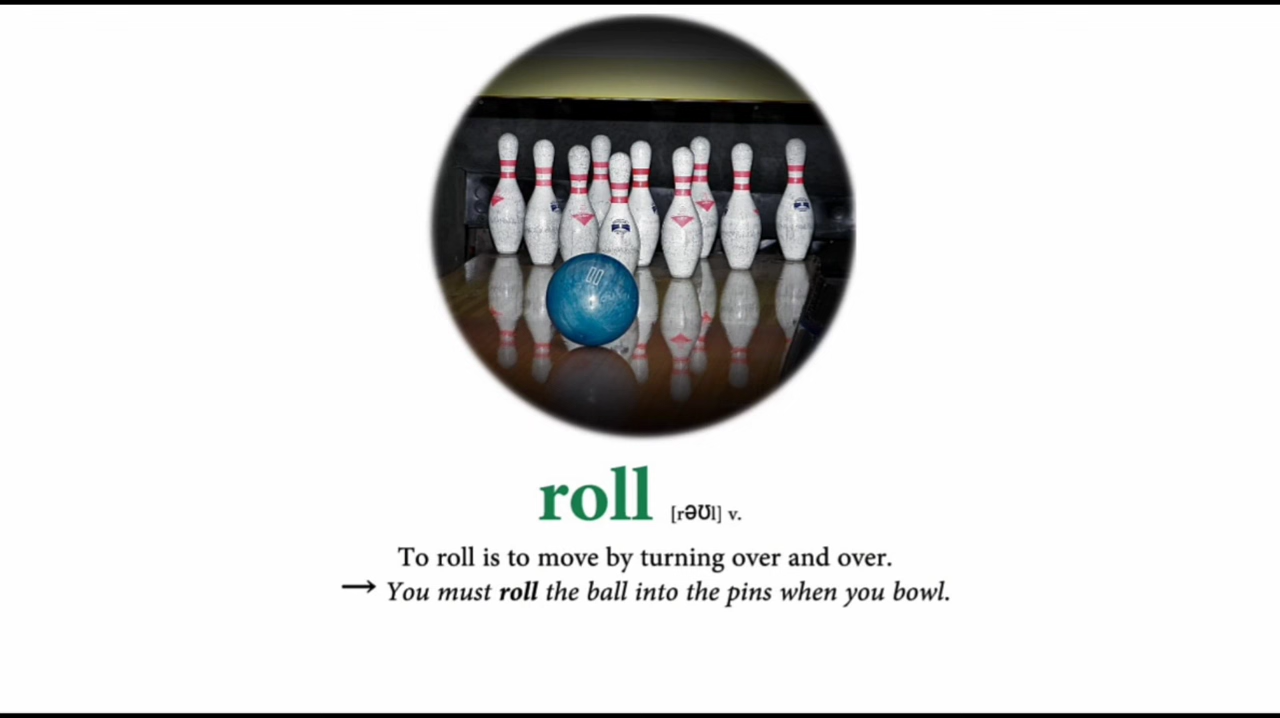 roll [rəʊl] v.
To roll is to move by turning over and over.
→ You must roll the ball into the pins when you bowl.